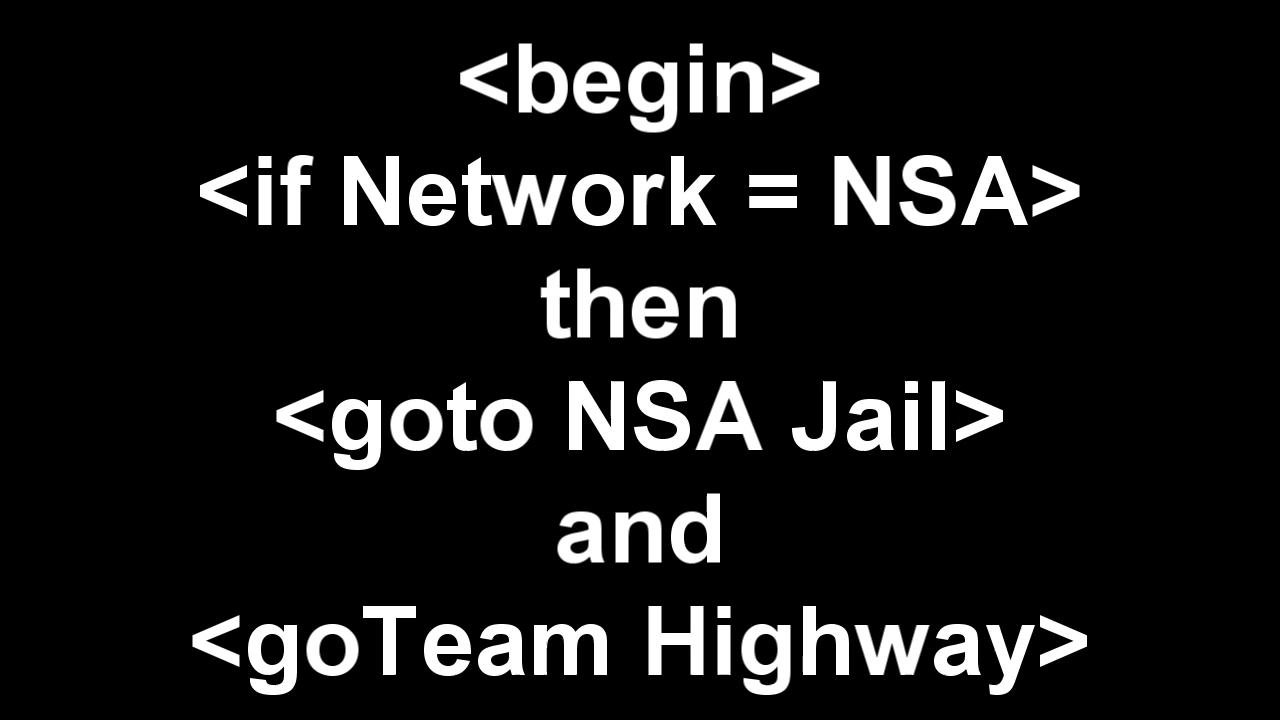 <begin>
<if Network = NSA>
then
<goto NSA Jail>
and
<goTeam Highway>